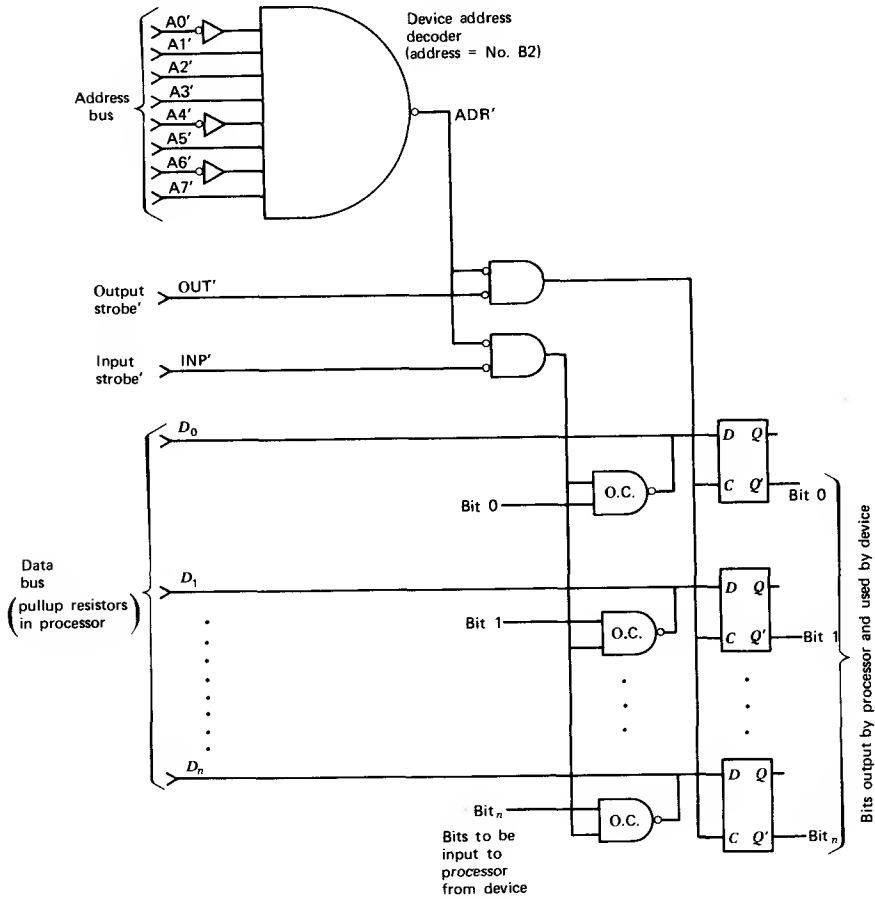 A0'
A1'
A2'
A3'
A4'
A5'
A6'
A7'
Address
bus
Device address
decoder
(address = No. B2)
ADR'
Output
strobe'
OUT'
Input
strobe'
INP'
D0
D Q
C Q'
O.C.
Bit 0
Bit 0
Data
bus
(pullup resistors
in processor)
D1
D Q
C Q'
O.C.
Bit 1
Bit 1
Dn
D Q
C Q'
O.C.
Bitn
Bitn
Bits to be
input to
processor
from device
Bits output by processor and used by device